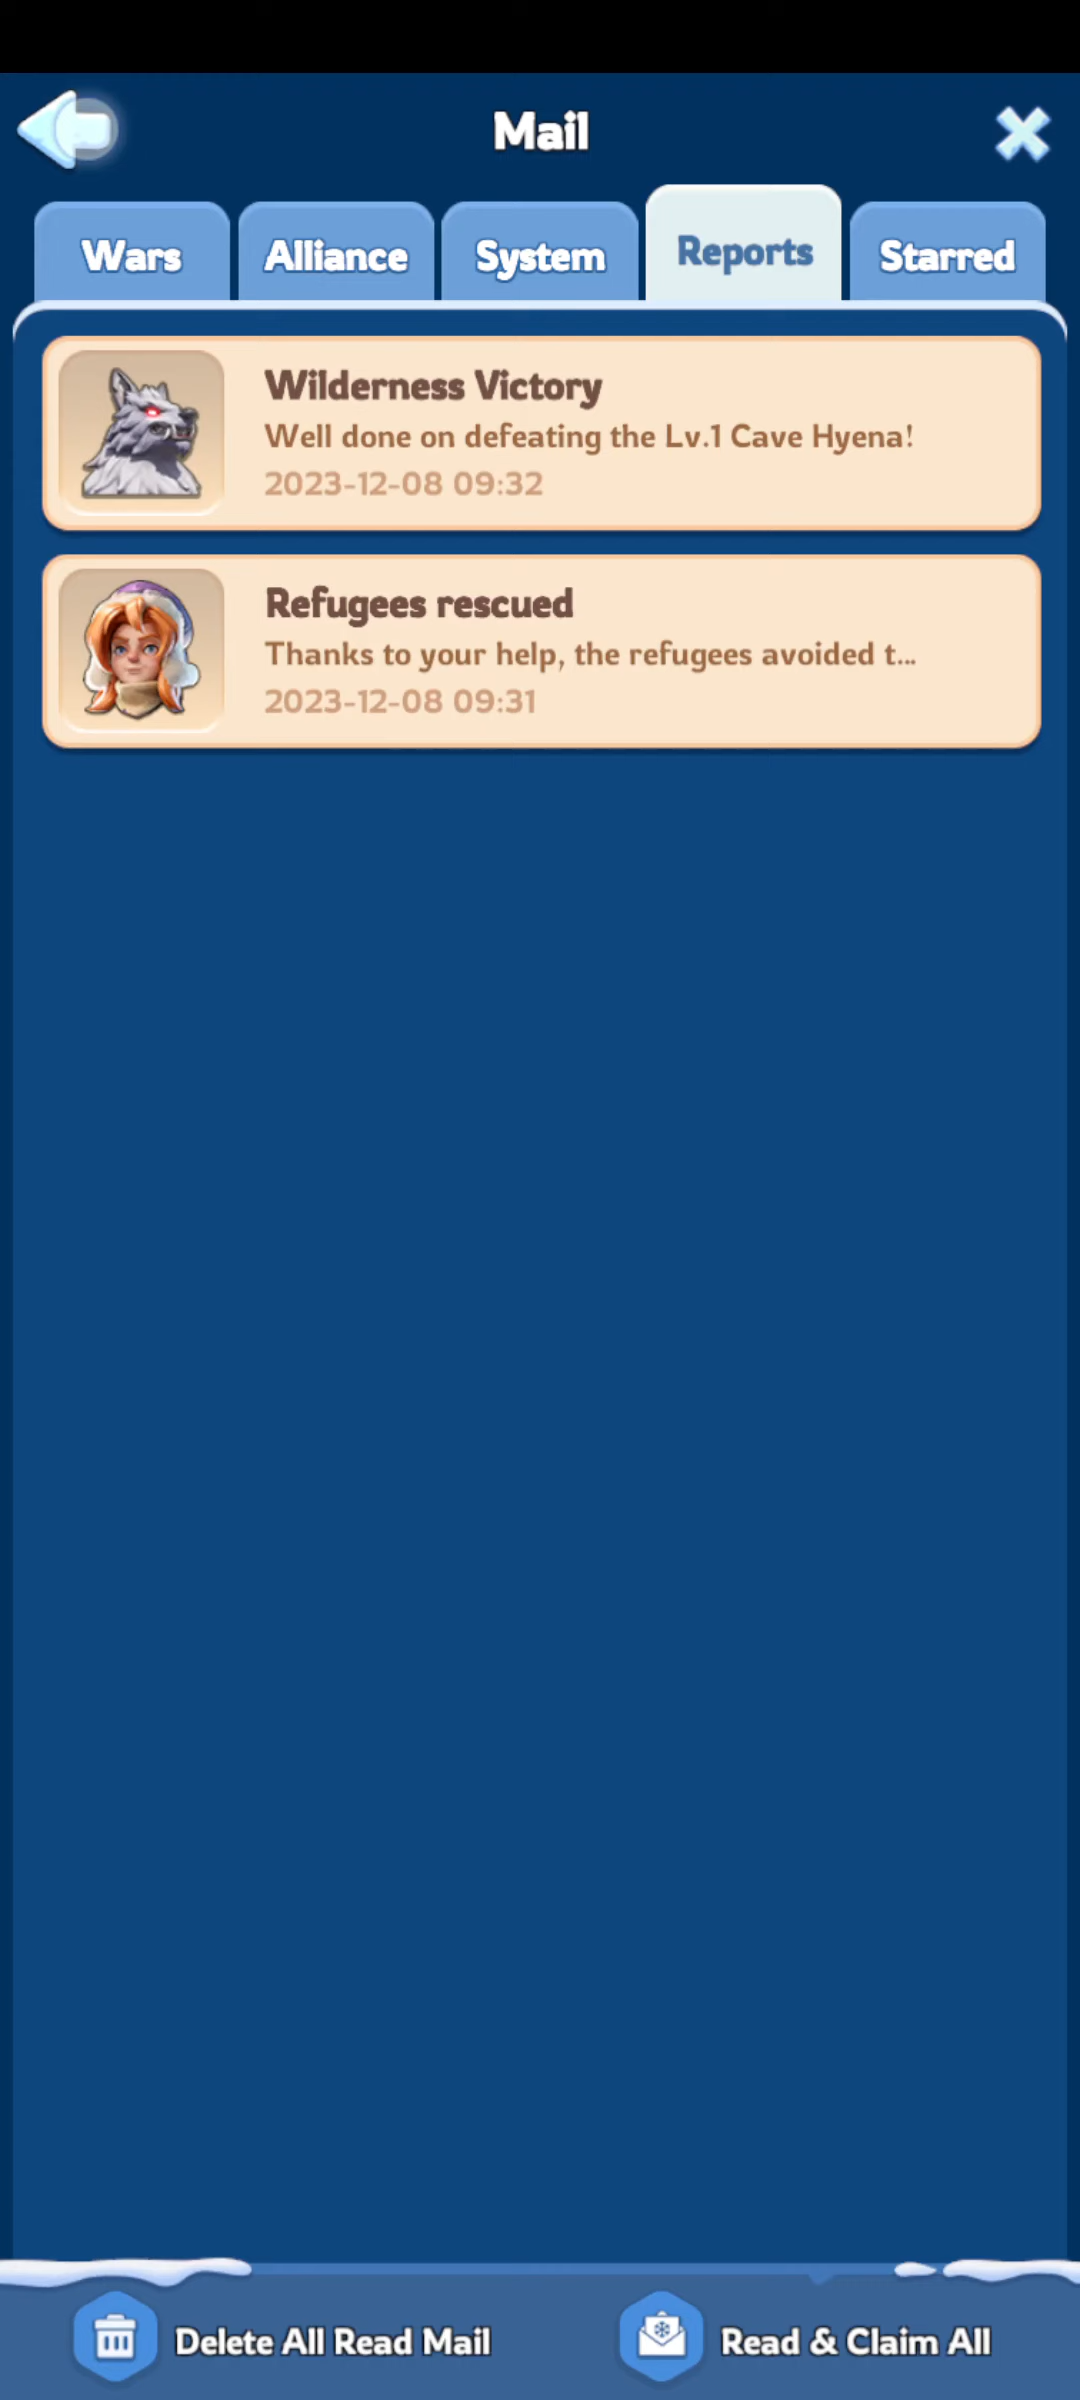 Mail
Wars
Alliance
System
Reports
Starred
Wilderness Victory
Well done on defeating the Lv.1 Cave Hyena!
2023-12-08 09:32
Refugees rescued
Thanks to your help, the refugees avoided t...
2023-12-08 09:31
Delete All Read Mail
Read & Claim All